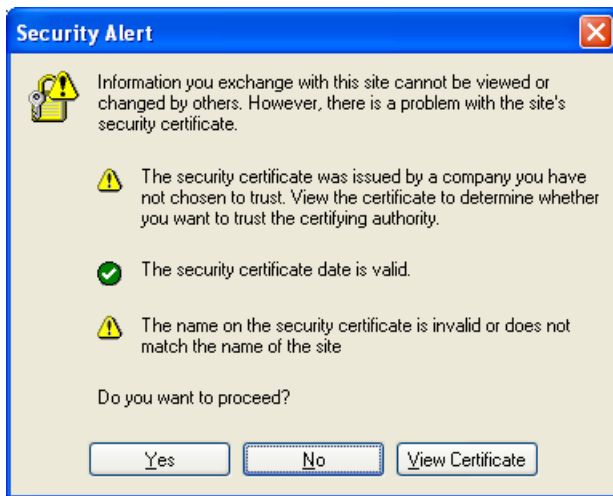 Security Alert
Information you exchange with this site cannot be viewed or
changed by others. However, there is a problem with the site's
security certificate.
The security certificate was issued by a company you have
not chosen to trust. View the certificate to determine whether
you want to trust the certifying authority.
The security certificate date is valid.
The name on the security certificate is invalid or does not
match the name of the site
Do you want to proceed?
Yes No View Certificate